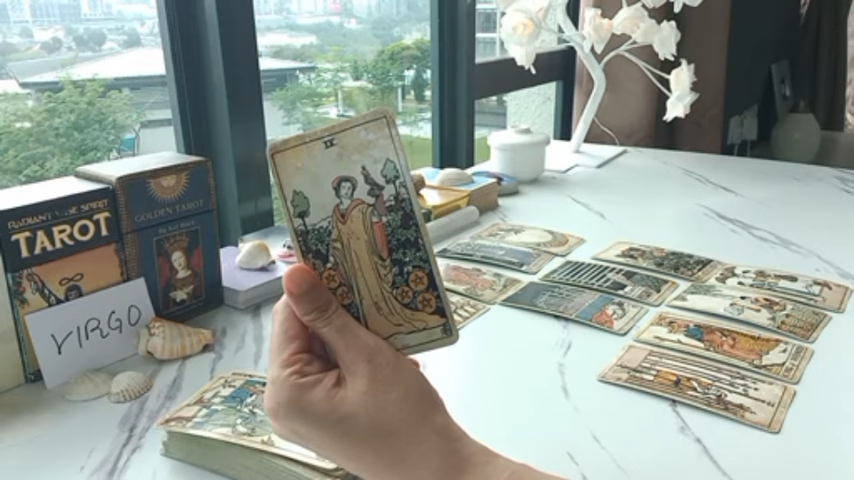 RADIANT WISE SPIRIT
TAROT
GOLDEN TAROT
VIRGO
IX